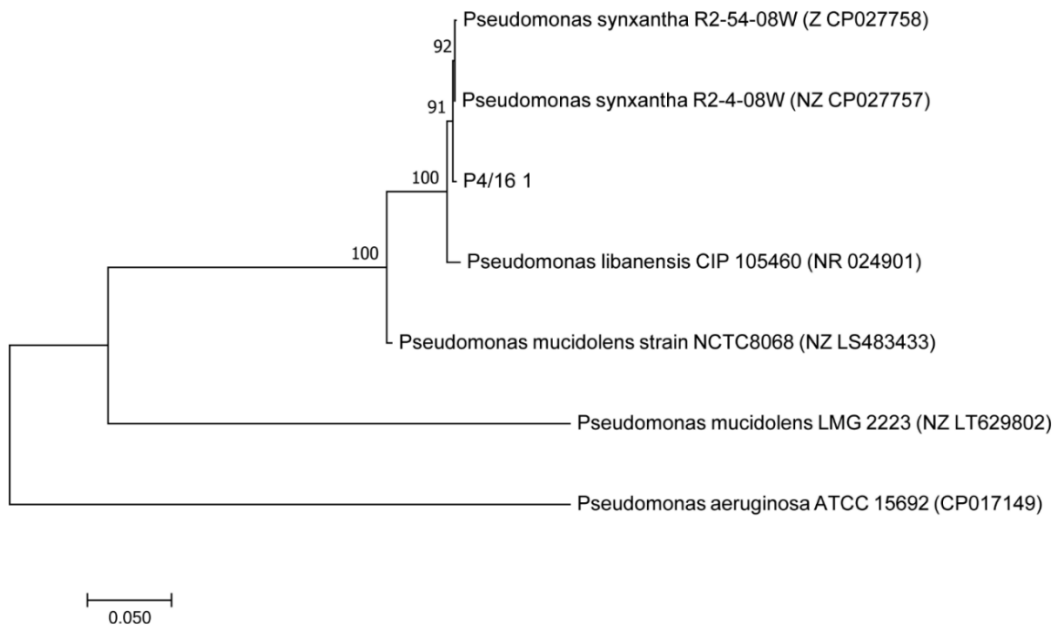 Pseudomonas synxantha R2-54-08W (Z CP027758)
92
Pseudomonas synxantha R2-4-08W (NZ CP027757)
91
P4/16 1
100
Pseudomonas libanensis CIP 105460 (NR 024901)
100
Pseudomonas mucidolens strain NCTC8068 (NZ LS483433)
Pseudomonas mucidolens LMG 2223 (NZ LT629802)
Pseudomonas aeruginosa ATCC 15692 (CP017149)
0.050